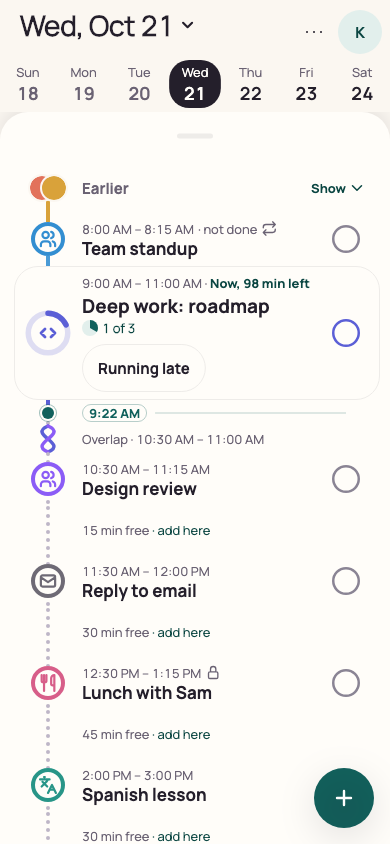 Wed, Oct 21
...
K
Sun Mon Tue Wed Thu Fri Sat
18 19 20 21 22 23 24
Earlier
Show
8:00 AM – 8:15 AM · not done
Team standup
9:00 AM – 11:00 AM · Now, 98 min left
Deep work: roadmap
1 of 3
Running late
9:22 AM
Overlap · 10:30 AM – 11:00 AM
10:30 AM – 11:15 AM
Design review
15 min free · add here
11:30 AM – 12:00 PM
Reply to email
30 min free · add here
12:30 PM – 1:15 PM
Lunch with Sam
45 min free · add here
2:00 PM – 3:00 PM
Spanish lesson
30 min free · add here